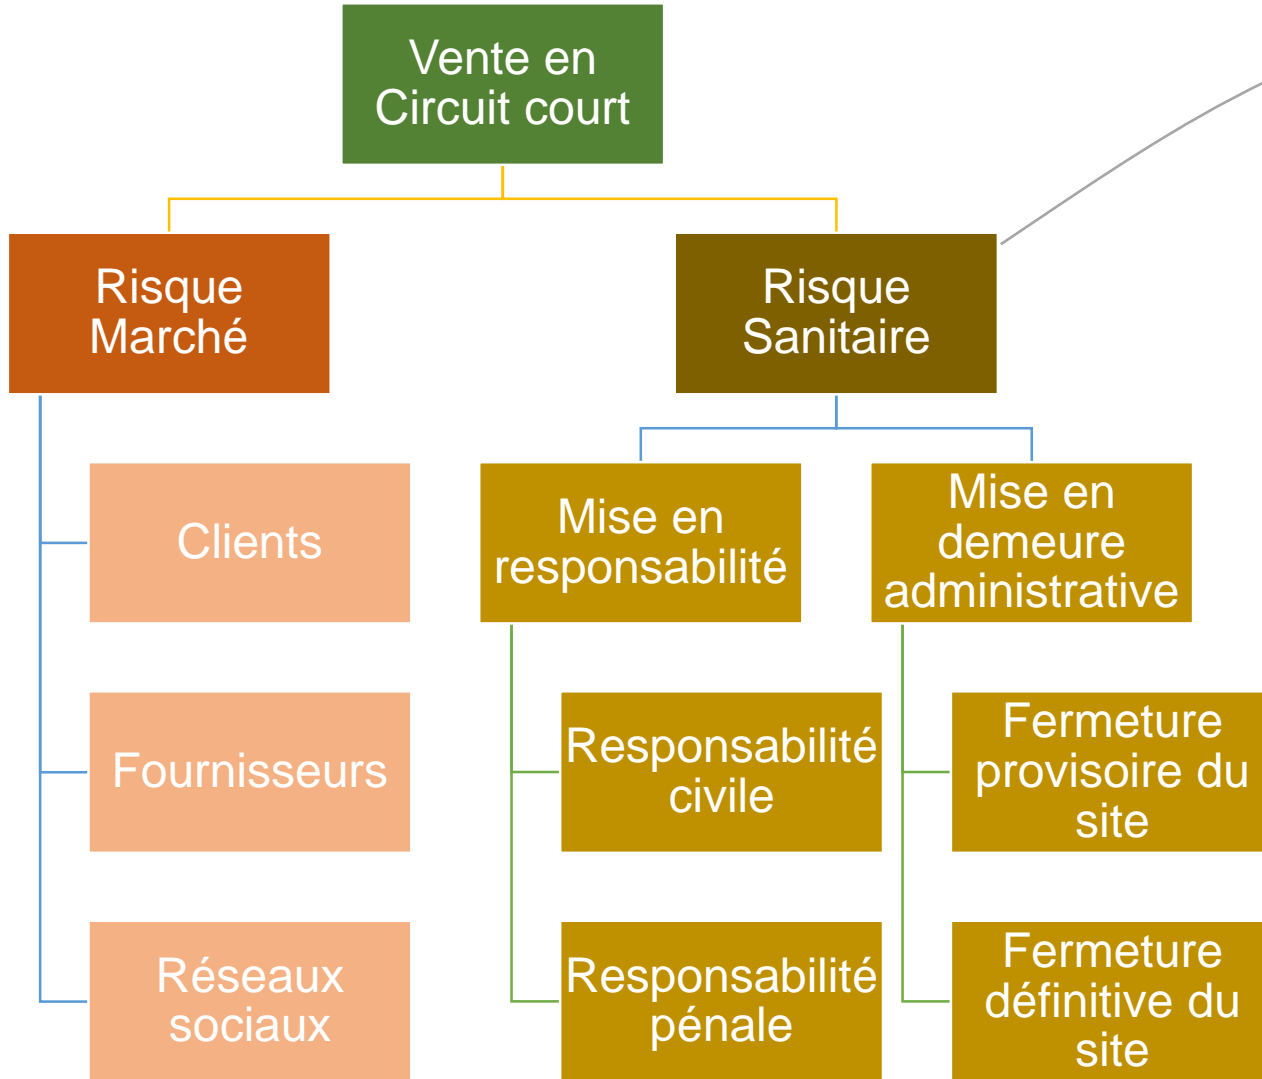 Vente en
Circuit court
Risque
Marché
Risque
Sanitaire
Clients
Fournisseurs
Réseaux
sociaux
Mise en
responsabilité
Responsabilité
civile
Responsabilité
pénale
Mise en
demeure
administrative
Fermeture
provisoire du
site
Fermeture
définitive du
site